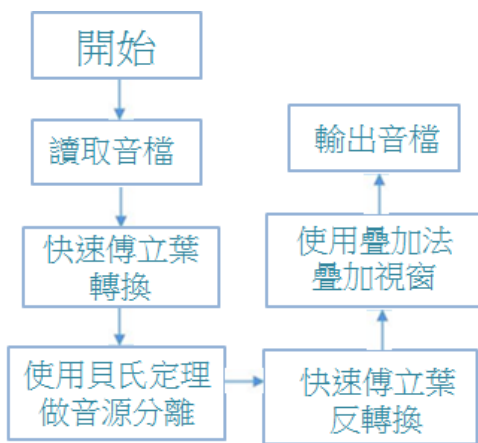 開始
讀取音檔
快速傅立葉
轉換
使用貝氏定理
做音源分離
快速傅立葉
反轉換
使用疊加法
疊加視窗
輸出音檔